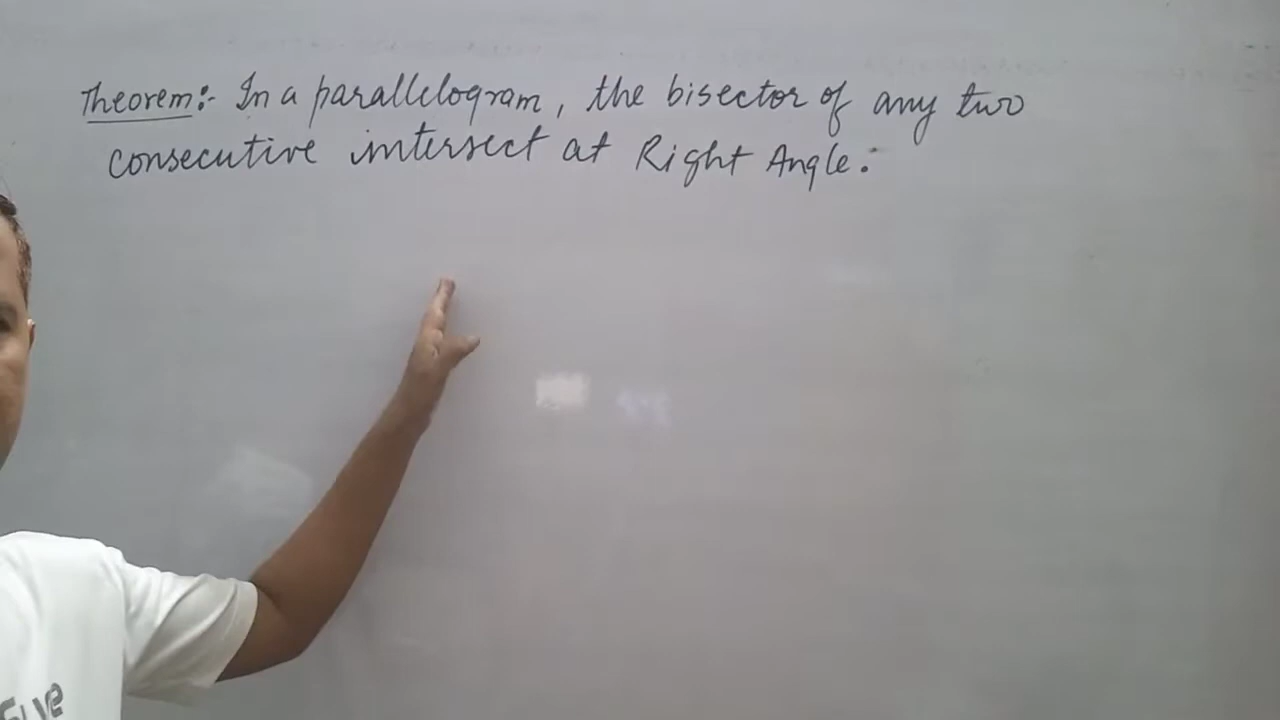 Theorem:- In a parallelogram, the bisector of any two
consecutive intersect at Right Angle.